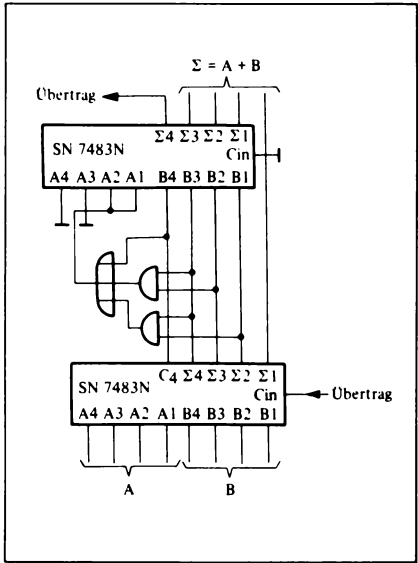 Σ = A + B
Übertrag
Σ4 Σ3 Σ2 Σ1
SN 7483N
Cin
A4 A3 A2 A1 B4 B3 B2 B1
C4 Σ4 Σ3 Σ2 Σ1
SN 7483N
Cin
Übertrag
A4 A3 A2 A1 B4 B3 B2 B1
A
B